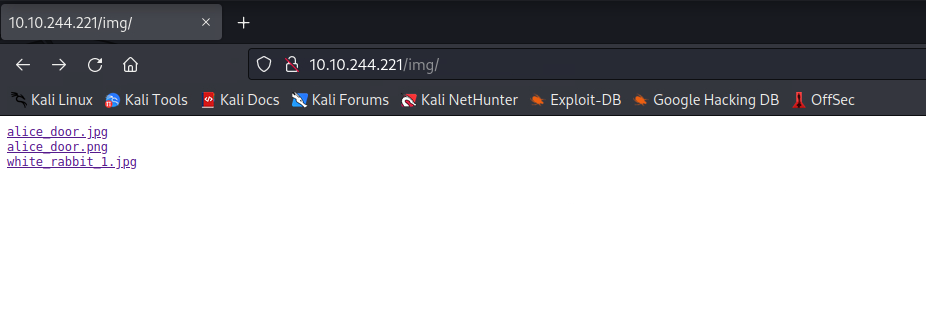 10.10.244.221/img/
10.10.244.221/img/
Kali Linux Kali Tools Kali Docs Kali Forums Kali NetHunter Exploit-DB Google Hacking DB OffSec
alice_door.jpg
alice_door.png
white_rabbit_1.jpg